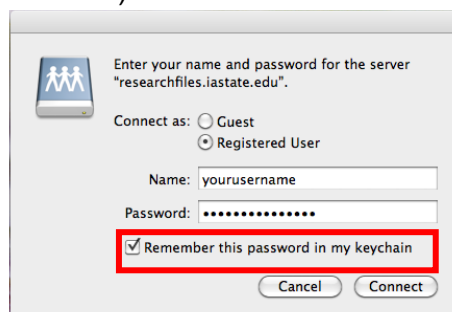 Enter your name and password for the server
"researchfiles.iastate.edu".
Connect as: Guest
Registered User
Name: yourusername
Password: •••••••••••••••
Remember this password in my keychain
Cancel Connect